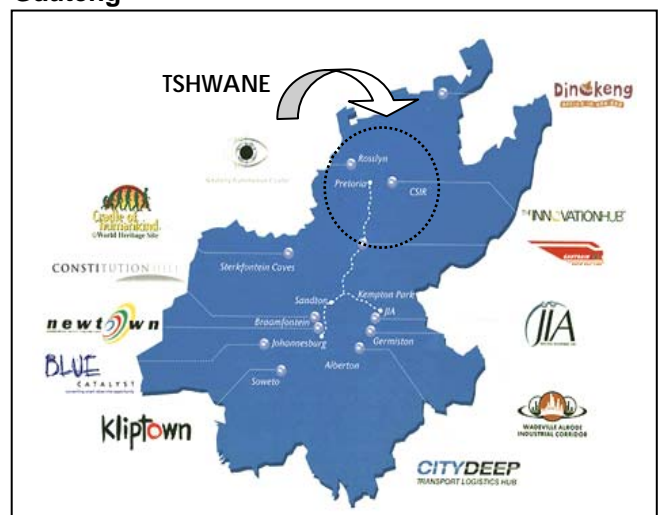 TSHWANE
Dinokeng
Rosslyn
Pretoria
CSIR
THE INNOVATIONHUB
Cradle of
Humankind
World Heritage Site
GAUTRAIN
CONSTITUTION HILL
Sterkfontein Caves
Sandton
Kempton Park
JIA
newtown
Braamfontein
JIA
Johannesburg
Germiston
BLUE
CATALYST
Alberton
Soweto
WADEVILLE ALRODE
INDUSTRIAL CORRIDOR
Kliptown
CITYDEEP
TRANSPORT LOGISTICS HUB